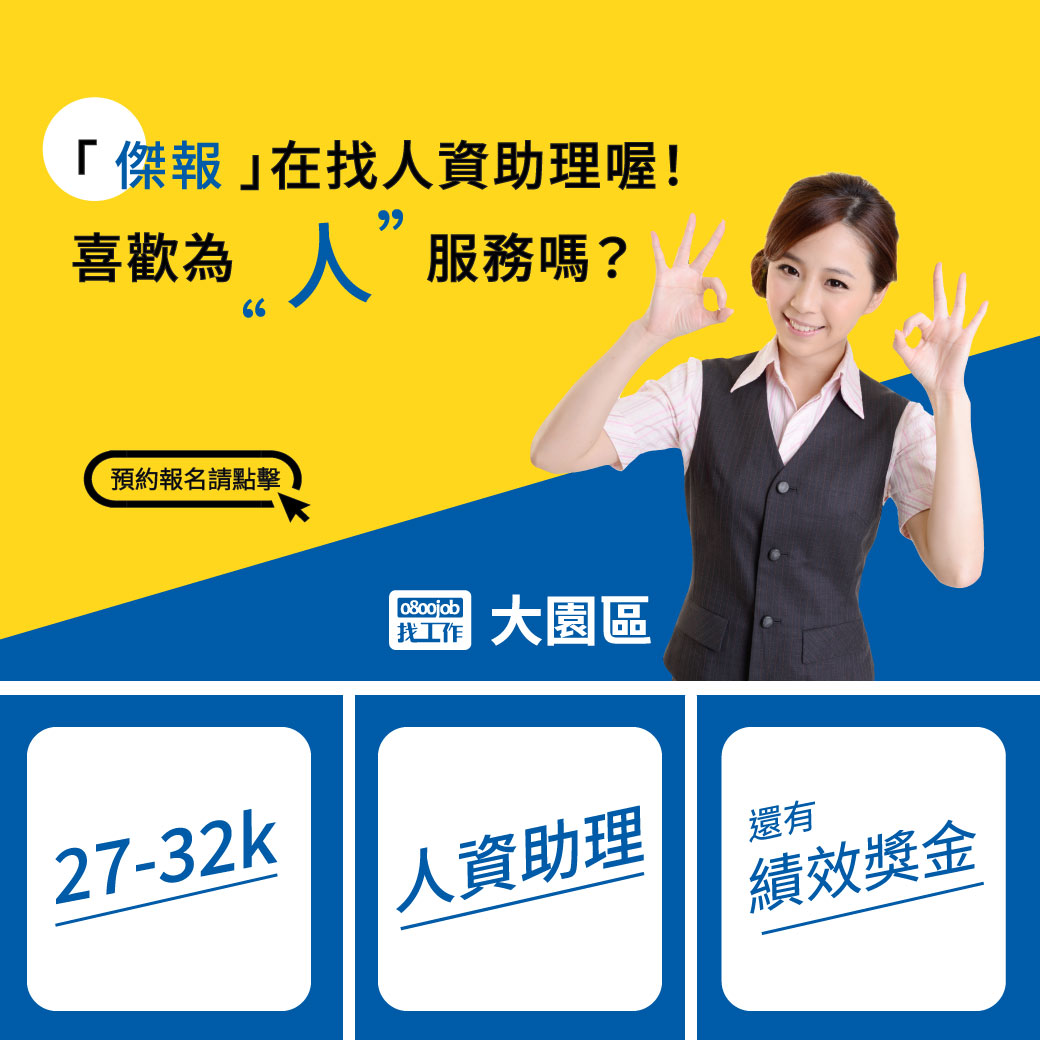 「傑報」在找人資助理喔！
喜歡為“人”服務嗎？
預約報名請點擊
0800job
找工作
大園區
27-32k
人資助理
還有
績效獎金